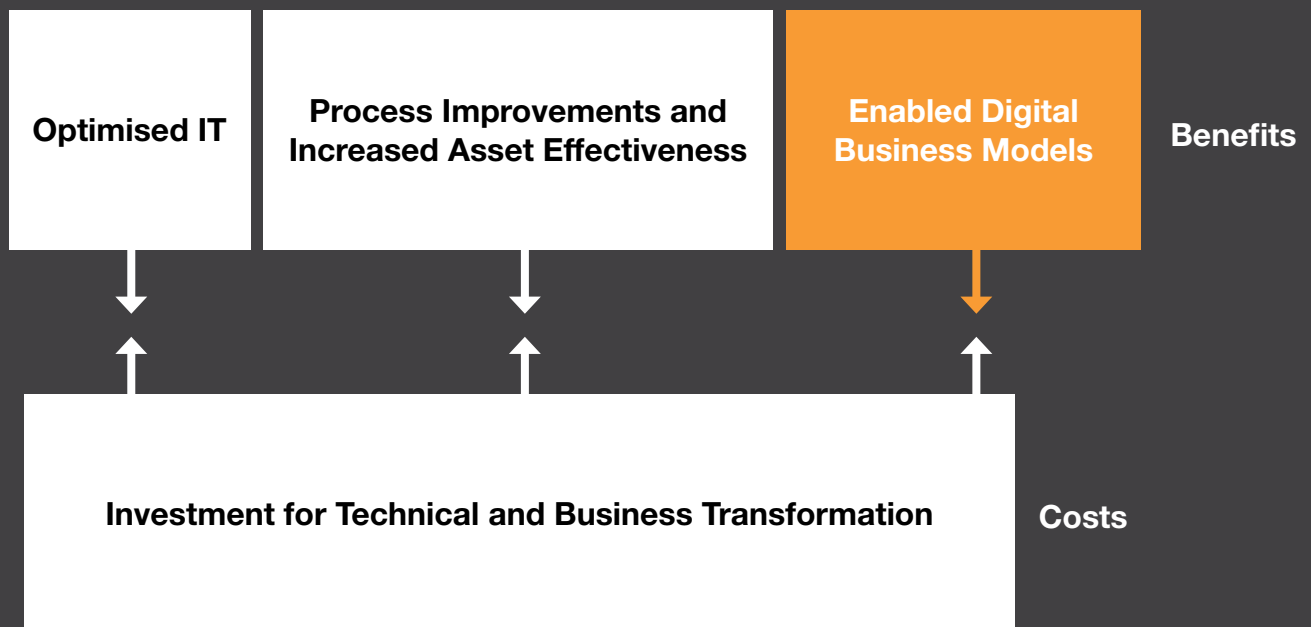 Optimised IT
Process Improvements and
Increased Asset Effectiveness
Enabled Digital
Business Models
Benefits
Investment for Technical and Business Transformation
Costs